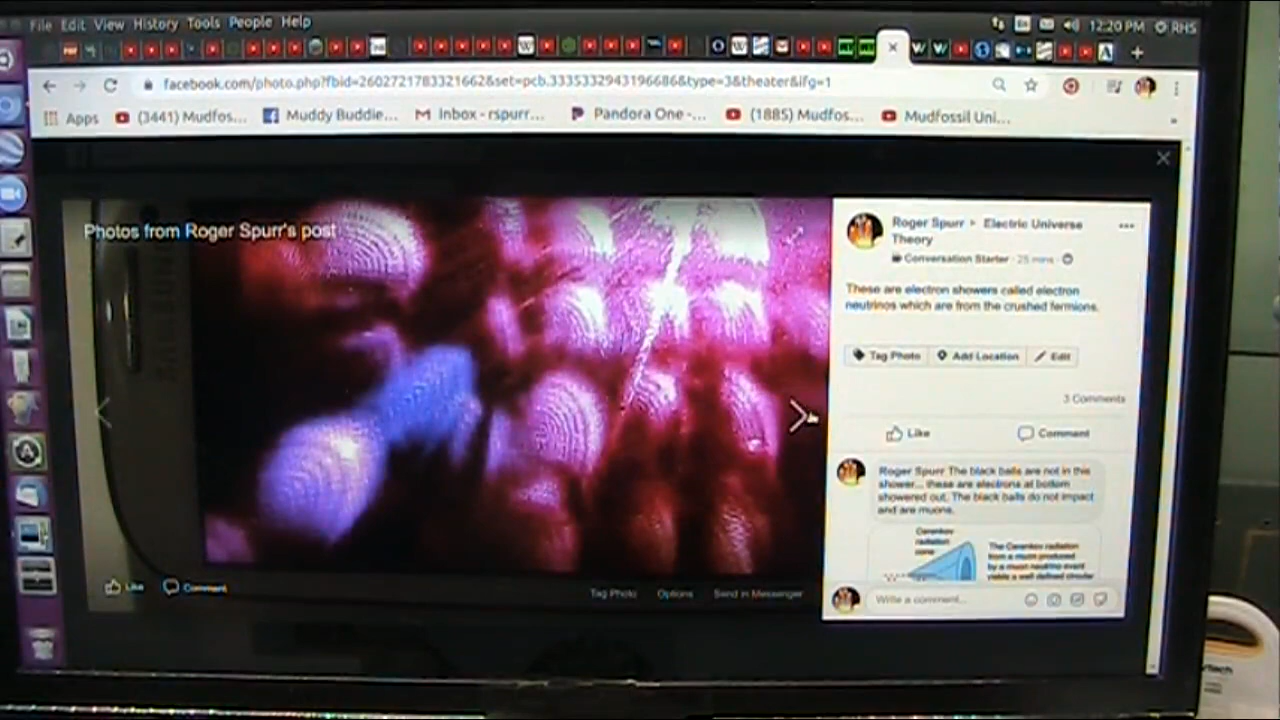 File Edit View History Tools People Help
En 12:20 PM RHS
facebook.com/photo.php?fbid=2602721783321662&set=pcb.3335332943196686&type=3&theater&ifg=1
Apps (3441) Mudfos... Muddy Buddie... Inbox - rspurr... Pandora One -... (1885) Mudfos... Mudfossil Uni...
Photos from Roger Spurr's post
Roger Spurr ▸ Electric Universe
Theory
Conversation Starter · 25 mins ·
These are electron showers called electron
neutrinos which are from the crushed fermions.
Tag Photo Add Location Edit
3 Comments
Like Comment
Roger Spurr The black balls are not in this
shower... these are electrons at bottom
showered out. The black balls do not impact
and are muons.
Cerenkov
radiation
cone
The Cerenkov radiation
from a muon produced
by a muon neutrino event
yields a well defined circular
Write a comment...
Like Comment
Tag Photo Options Send in Messenger